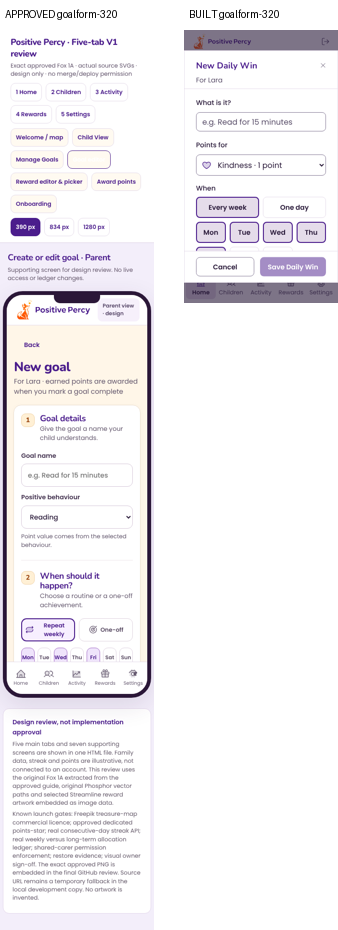 APPROVED goalform-320
BUILT goalform-320
Positive Percy · Five-tab V1
review
Exact approved Fox 1A · actual source SVGs ·
design only · no merge/deploy permission
1 Home
2 Children
3 Activity
4 Rewards
5 Settings
Welcome / map
Child View
Manage Goals
Reward editor & picker
Award points
Onboarding
390 px
834 px
1280 px
Create or edit goal · Parent
Supporting screen for design review. No live
access or ledger changes.
Positive Percy
Parent view
· design
Back
New goal
For Lara · earned points are awarded
when you mark a goal complete
1
Goal details
Give the goal a name your
child understands.
Goal name
e.g. Read for 15 minutes
Positive behaviour
Reading
Point value comes from the selected
behaviour.
2
When should it
happen?
Choose a routine or a one-off
achievement.
Repeat
weekly
One-off
Mon
Tue
Wed
Thu
Fri
Sat
Sun
Home
Children
Activity
Rewards
Settings
Design review, not implementation
approval
Five main tabs and seven supporting
screens are shown in one HTML file. Family
data, streak and points are illustrative, not
connected to an account. This review uses
the original Fox 1A extracted from the
approved guide, original Phosphor vector
paths and selected Streamline reward
artwork embedded as image data.
Known launch gates: Freepik treasure-map
commercial licence; approved dedicated
points-star; real consecutive-day streak API;
real weekly versus long-term allocation
ledger; shared-carer permission
enforcement; restore evidence; visual owner
sign-off. The exact approved PNG is
embedded in the final GitHub review. Source
URL remains a temporary fallback in the
local development copy. No artwork is
invented.
Positive Percy
New Daily Win
×
For Lara
What is it?
e.g. Read for 15 minutes
Points for
Kindness · 1 point
When
Every week
One day
Mon
Tue
Wed
Thu
Cancel
Save Daily Win
Home
Children
Activity
Rewards
Settings